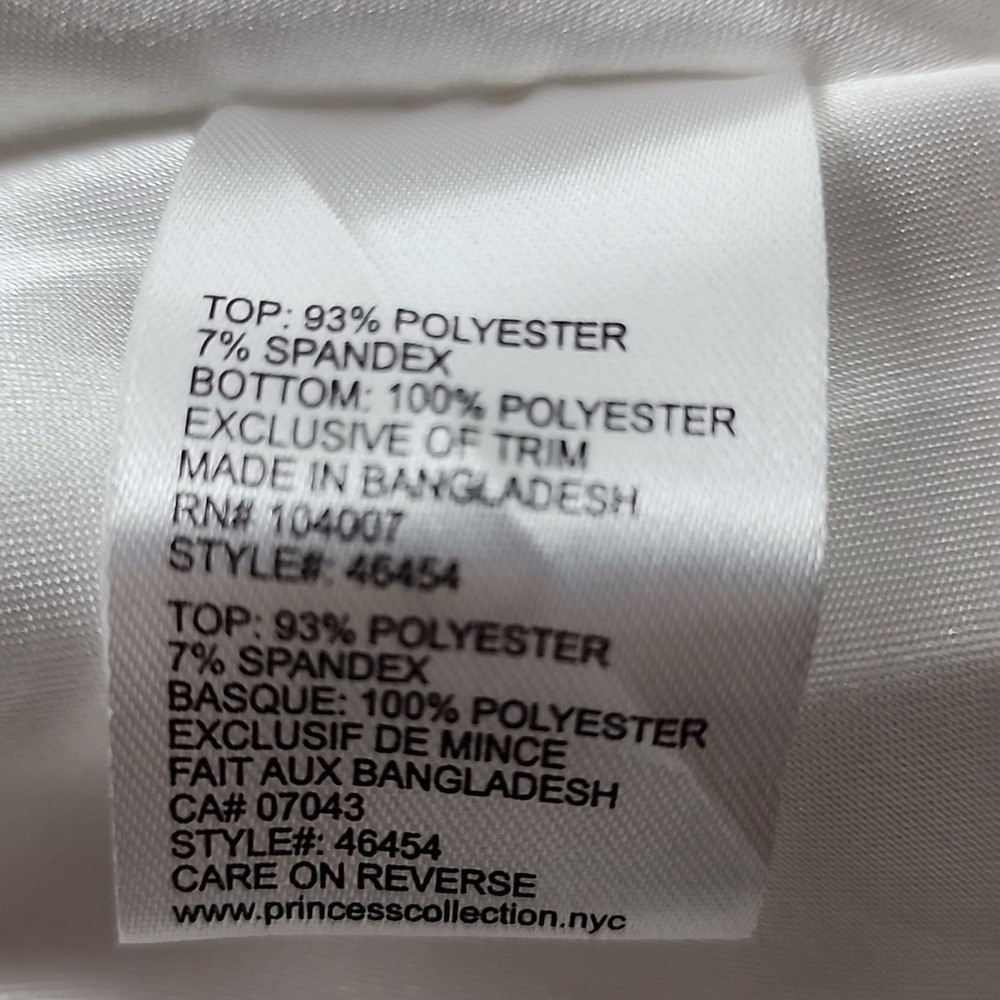 TOP: 93% POLYESTER
7% SPANDEX
BOTTOM: 100% POLYESTER
EXCLUSIVE OF TRIM
MADE IN BANGLADESH
RN# 104007
STYLE#: 46454
TOP: 93% POLYESTER
7% SPANDEX
BASQUE: 100% POLYESTER
EXCLUSIF DE MINCE
FAIT AUX BANGLADESH
CA# 07043
STYLE#: 46454
CARE ON REVERSE
www.princesscollection.nyc